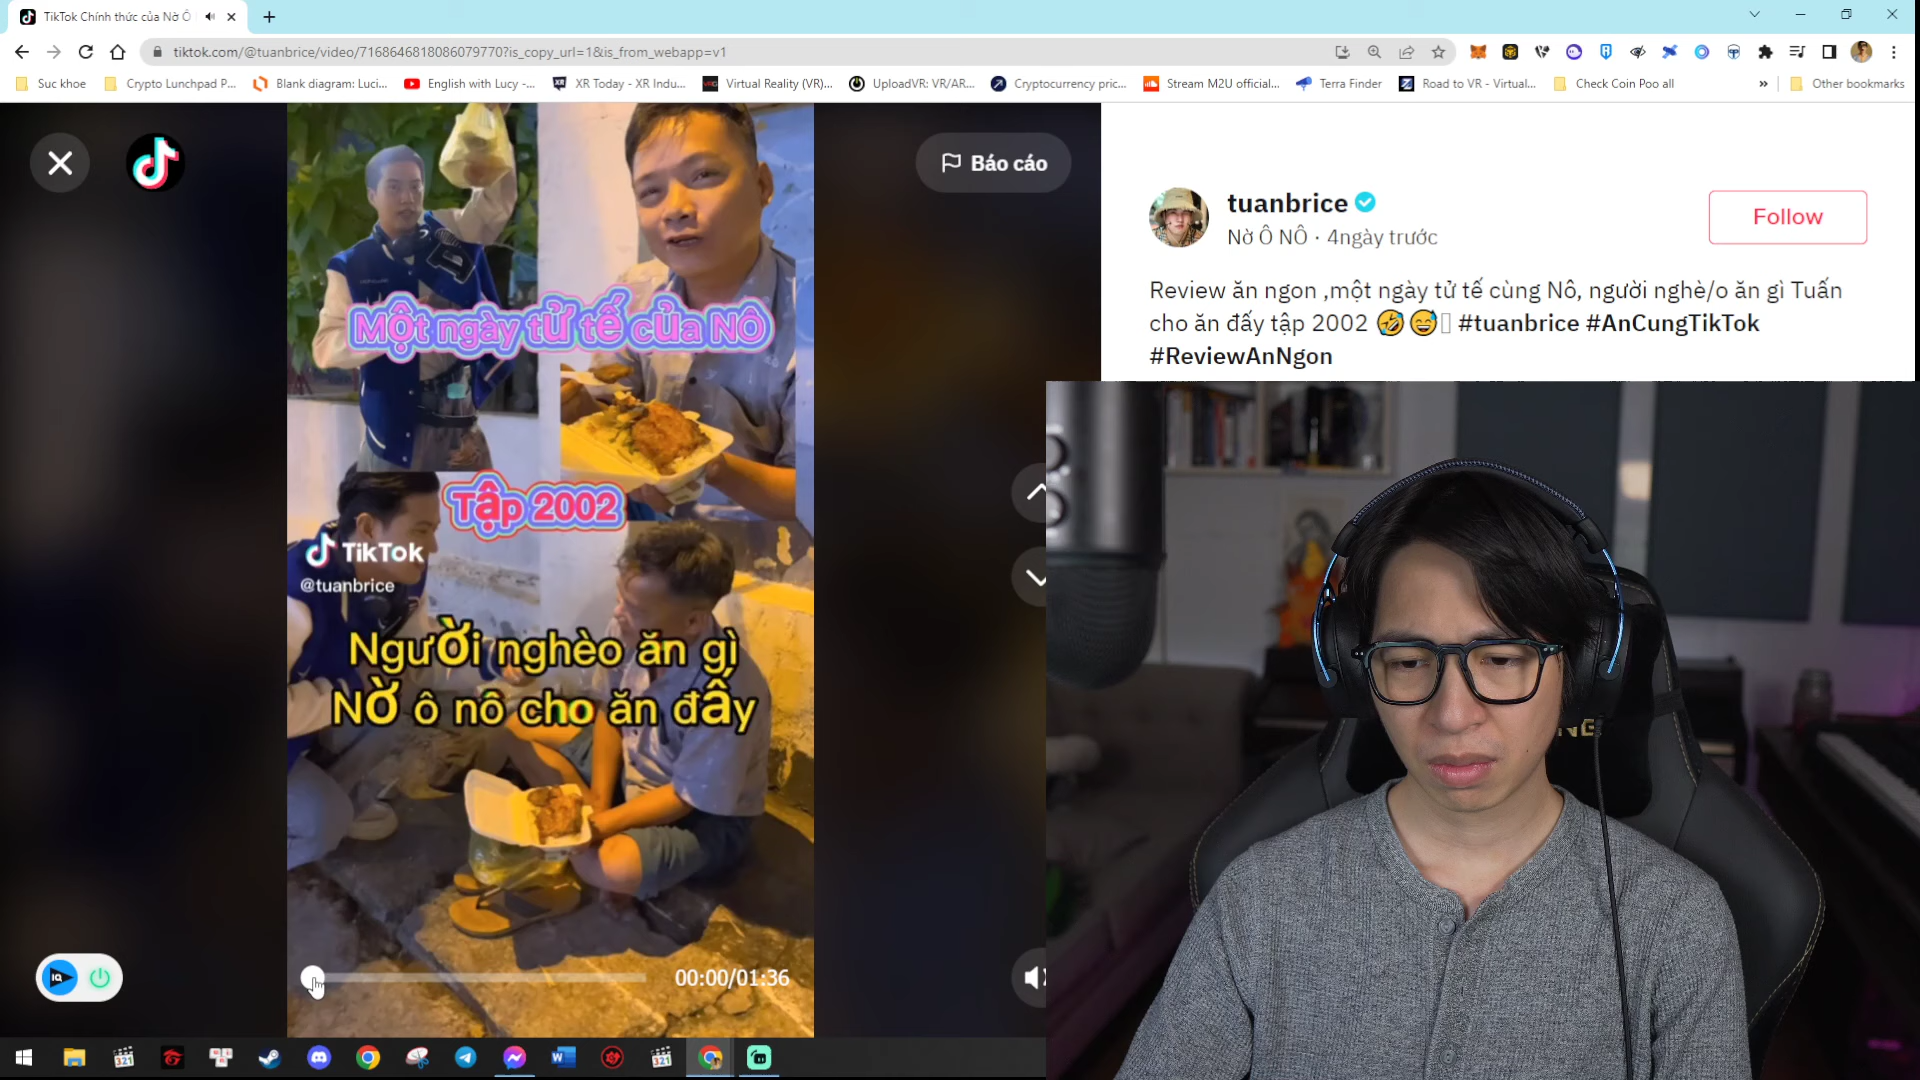 TikTok Chính thức của Nờ Ô
tiktok.com/@tuanbrice/video/7168646818086079770?is_copy_url=1&is_from_webapp=v1
Suc khoe
Crypto Lunchpad P...
Blank diagram: Luci...
English with Lucy -...
XR Today - XR Indu...
Virtual Reality (VR)...
UploadVR: VR/AR...
Cryptocurrency pric...
Stream M2U official...
Terra Finder
Road to VR - Virtual...
Check Coin Poo all
»
Other bookmarks
Báo cáo
Một ngày tử tế của NÔ
Tập 2002
TikTok
@tuanbrice
Người nghèo ăn gì
Nờ ô nô cho ăn đấy
00:00/01:36
tuanbrice
Nờ Ô NÔ · 4ngày trước
Follow
Review ăn ngon ,một ngày tử tế cùng Nô, người nghè/o ăn gì Tuấn
cho ăn đấy tập 2002 🤣😅 #tuanbrice #AnCungTikTok
#ReviewAnNgon